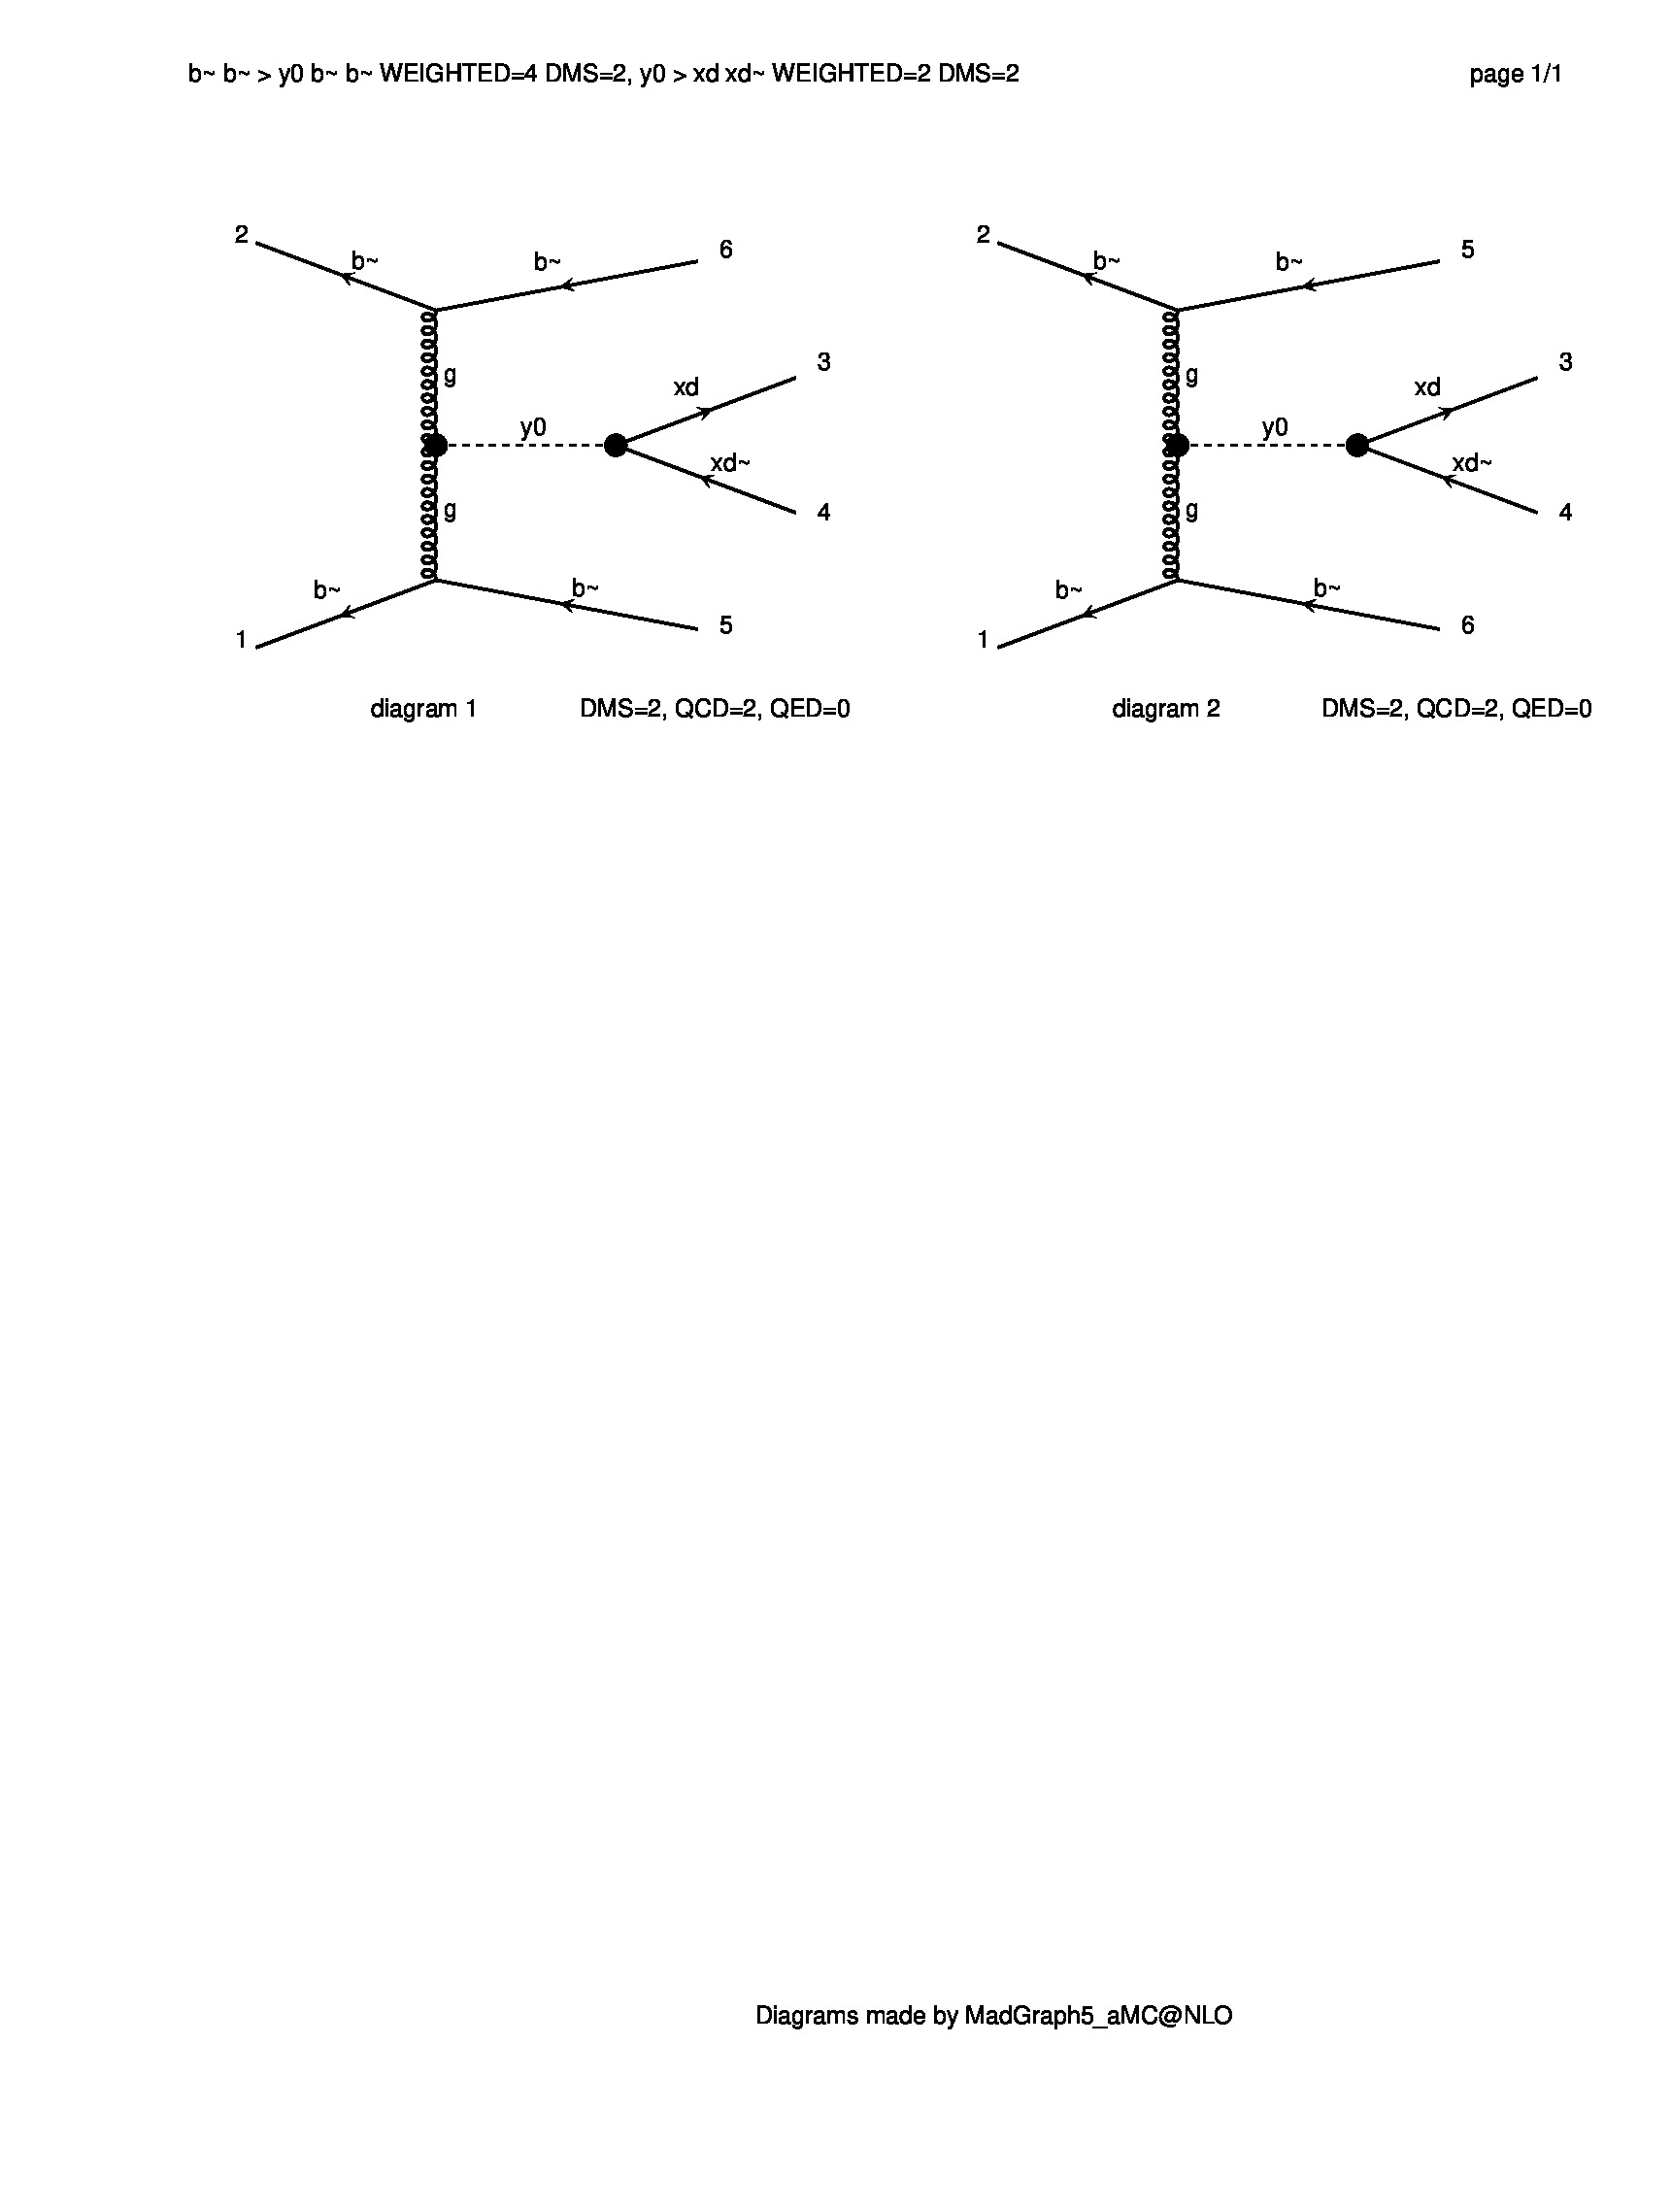 b~ b~ > y0 b~ b~ WEIGHTED=4 DMS=2, y0 > xd xd~ WEIGHTED=2 DMS=2 page 1/1
2 b~ b~ 6
g
y0
xd 3
xd~ 4
g
1 b~ b~ 5
diagram 1 DMS=2, QCD=2, QED=0
2 b~ b~ 5
g
y0
xd 3
xd~ 4
g
1 b~ b~ 6
diagram 2 DMS=2, QCD=2, QED=0
Diagrams made by MadGraph5_aMC@NLO